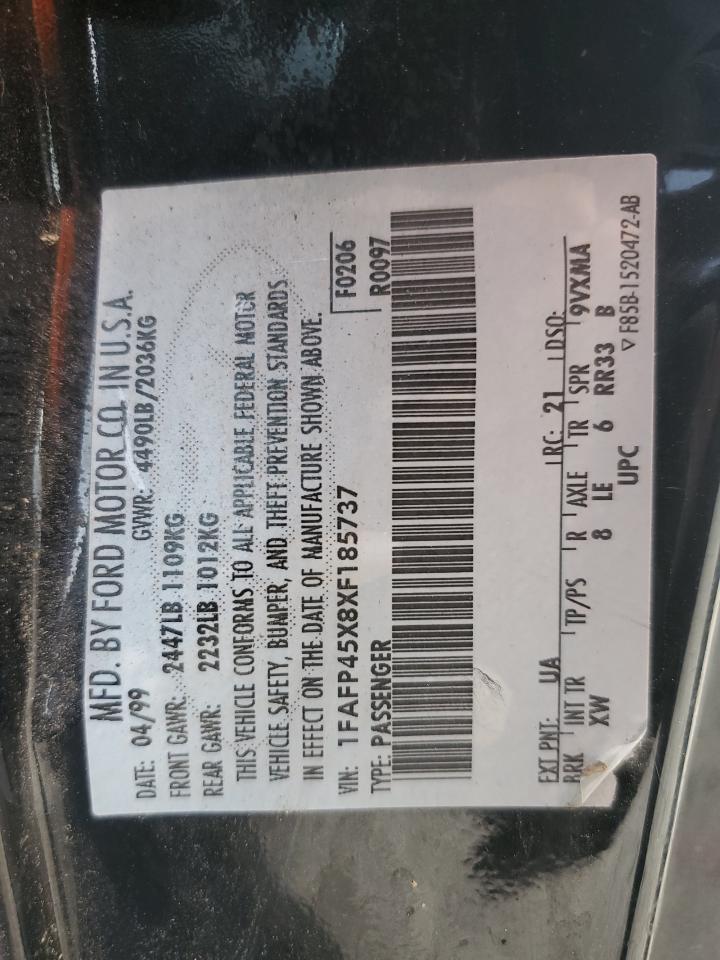 MFD. BY FORD MOTOR CO. IN U.S.A.
DATE: 04/99 GVWR: 4490LB/2036KG
FRONT GAWR: 2447LB 1109KG
REAR GAWR: 2232LB 1012KG
THIS VEHICLE CONFORMS TO ALL APPLICABLE FEDERAL MOTOR
VEHICLE SAFETY, BUMPER, AND THEFT PREVENTION STANDARDS
IN EFFECT ON THE DATE OF MANUFACTURE SHOWN ABOVE.
VIN: 1FAFP45X8XF185737 F0206
TYPE: PASSENGER R0097
EXT PNT: UA RC: 21 DSO:
BRK INT TR TP/PS R AXLE TR SPR 9VXMA
XW 8 LE 6 RR33 B
UPC ▽ F85B-1520472-AB